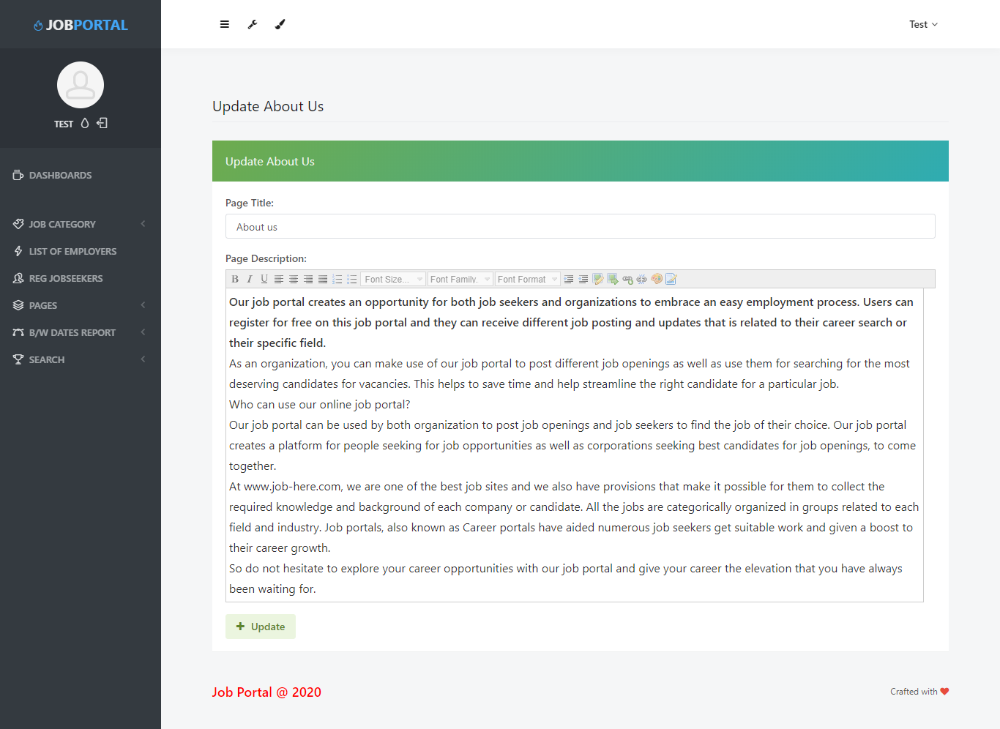 JOBPORTAL
Test
TEST
DASHBOARDS
JOB CATEGORY
LIST OF EMPLOYERS
REG JOBSEEKERS
PAGES
B/W DATES REPORT
SEARCH
Update About Us
Update About Us
Page Title:
About us
Page Description:
B I U Font Size... Font Family. Font Format
Our job portal creates an opportunity for both job seekers and organizations to embrace an easy employment process. Users can
register for free on this job portal and they can receive different job posting and updates that is related to their career search or
their specific field.
As an organization, you can make use of our job portal to post different job openings as well as use them for searching for the most
deserving candidates for vacancies. This helps to save time and help streamline the right candidate for a particular job.
Who can use our online job portal?
Our job portal can be used by both organization to post job openings and job seekers to find the job of their choice. Our job portal
creates a platform for people seeking for job opportunities as well as corporations seeking best candidates for job openings, to come
together.
At www.job-here.com, we are one of the best job sites and we also have provisions that make it possible for them to collect the
required knowledge and background of each company or candidate. All the jobs are categorically organized in groups related to each
field and industry. Job portals, also known as Career portals have aided numerous job seekers get suitable work and given a boost to
their career growth.
So do not hesitate to explore your career opportunities with our job portal and give your career the elevation that you have always
been waiting for.
Update
Job Portal @ 2020
Crafted with